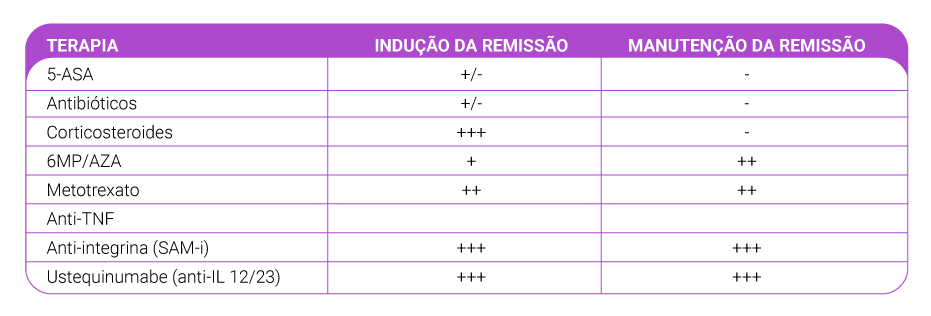 TERAPIA INDUÇÃO DA REMISSÃO MANUTENÇÃO DA REMISSÃO
5-ASA +/- -
Antibióticos +/- -
Corticosteroides +++ -
6MP/AZA + ++
Metotrexato ++ ++
Anti-TNF
Anti-integrina (SAM-i) +++ +++
Ustequinumabe (anti-IL 12/23) +++ +++